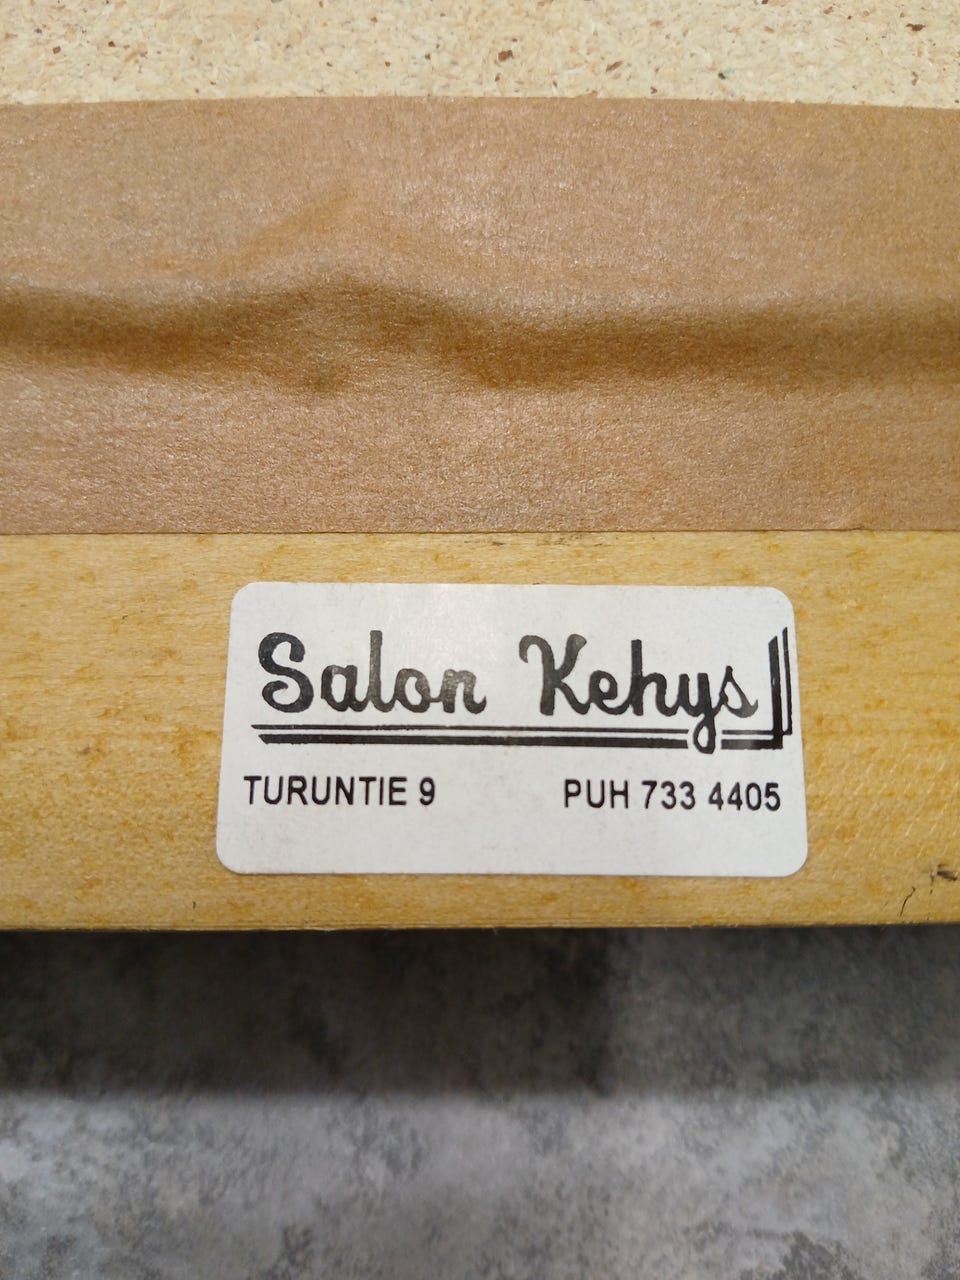 Salon Kehys
TURUNTIE 9 PUH 733 4405